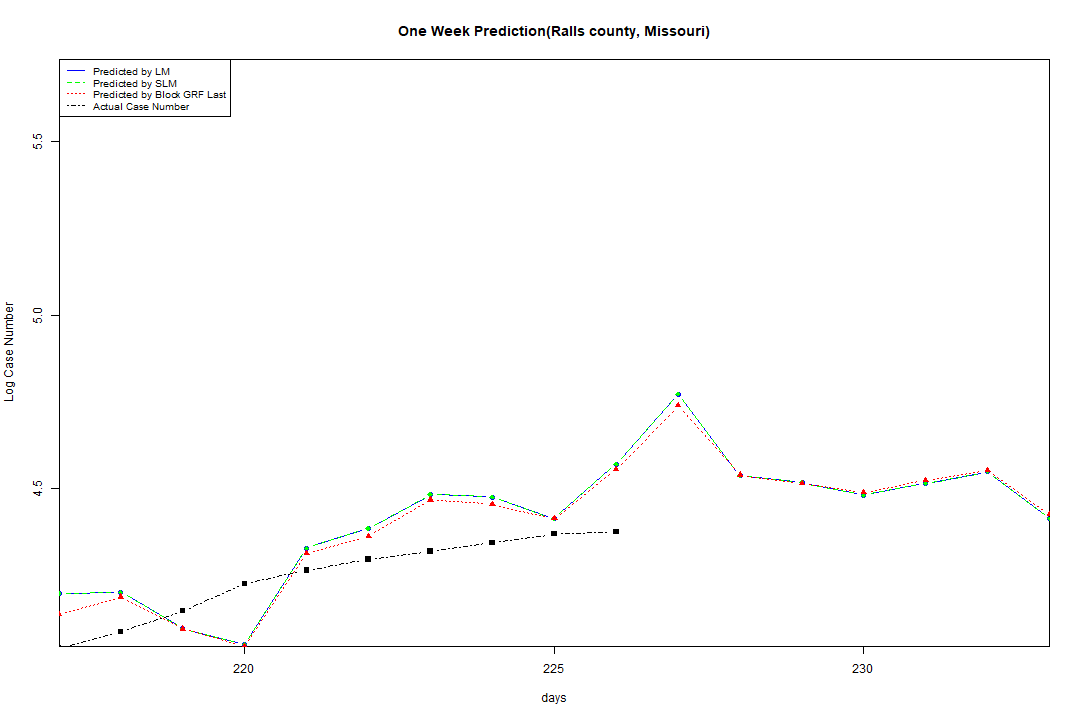 One Week Prediction(Ralls county, Missouri)
Predicted by LM
Predicted by SLM
Predicted by Block GRF Last
Actual Case Number
5.5
5.0
4.5
Log Case Number
220
225
230
days